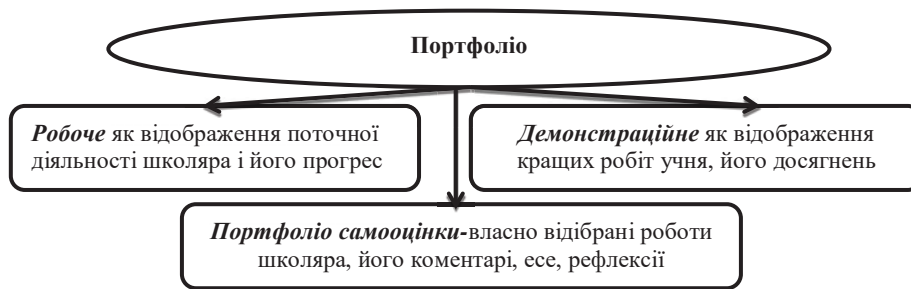 Портфоліо
Робоче як відображення поточної
діяльності школяра і його прогрес
Демонстраційне як відображення
кращих робіт учня, його досягнень
Портфоліо самооцінки-власно відібрані роботи
школяра, його коментарі, есе, рефлексії